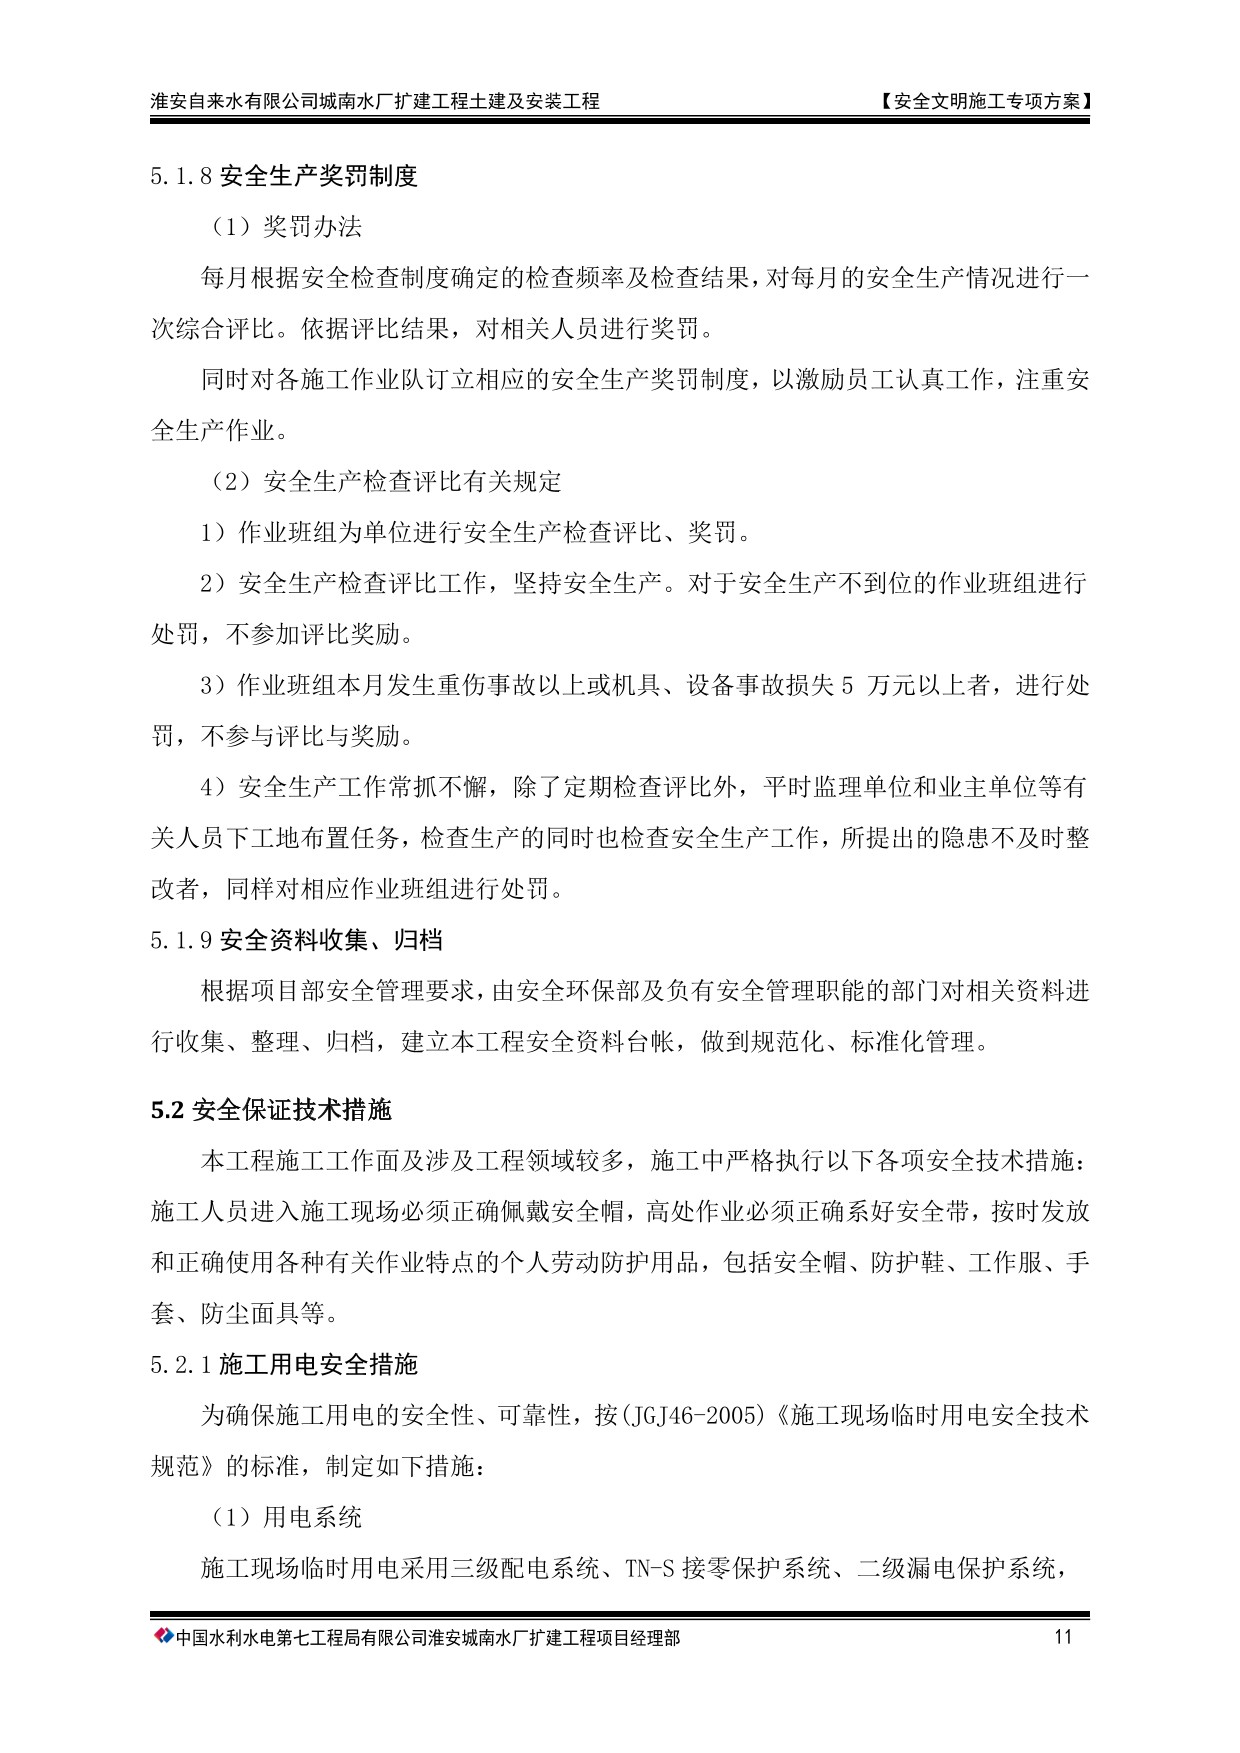 淮安自来水有限公司城南水厂扩建工程土建及安装工程 【安全文明施工专项方案】
5.1.8 安全生产奖罚制度
（1）奖罚办法
每月根据安全检查制度确定的检查频率及检查结果，对每月的安全生产情况进行一
次综合评比。依据评比结果，对相关人员进行奖罚。
同时对各施工作业队订立相应的安全生产奖罚制度，以激励员工认真工作，注重安
全生产作业。
（2）安全生产检查评比有关规定
1）作业班组为单位进行安全生产检查评比、奖罚。
2）安全生产检查评比工作，坚持安全生产。对于安全生产不到位的作业班组进行
处罚，不参加评比奖励。
3）作业班组本月发生重伤事故以上或机具、设备事故损失 5 万元以上者，进行处
罚，不参与评比与奖励。
4）安全生产工作常抓不懈，除了定期检查评比外，平时监理单位和业主单位等有
关人员下工地布置任务，检查生产的同时也检查安全生产工作，所提出的隐患不及时整
改者，同样对相应作业班组进行处罚。
5.1.9 安全资料收集、归档
根据项目部安全管理要求，由安全环保部及负有安全管理职能的部门对相关资料进
行收集、整理、归档，建立本工程安全资料台帐，做到规范化、标准化管理。
5.2 安全保证技术措施
本工程施工工作面及涉及工程领域较多，施工中严格执行以下各项安全技术措施：
施工人员进入施工现场必须正确佩戴安全帽，高处作业必须正确系好安全带，按时发放
和正确使用各种有关作业特点的个人劳动防护用品，包括安全帽、防护鞋、工作服、手
套、防尘面具等。
5.2.1 施工用电安全措施
为确保施工用电的安全性、可靠性，按(JGJ46-2005)《施工现场临时用电安全技术
规范》的标准，制定如下措施：
（1）用电系统
施工现场临时用电采用三级配电系统、TN-S 接零保护系统、二级漏电保护系统，
中国水利水电第七工程局有限公司淮安城南水厂扩建工程项目经理部 11